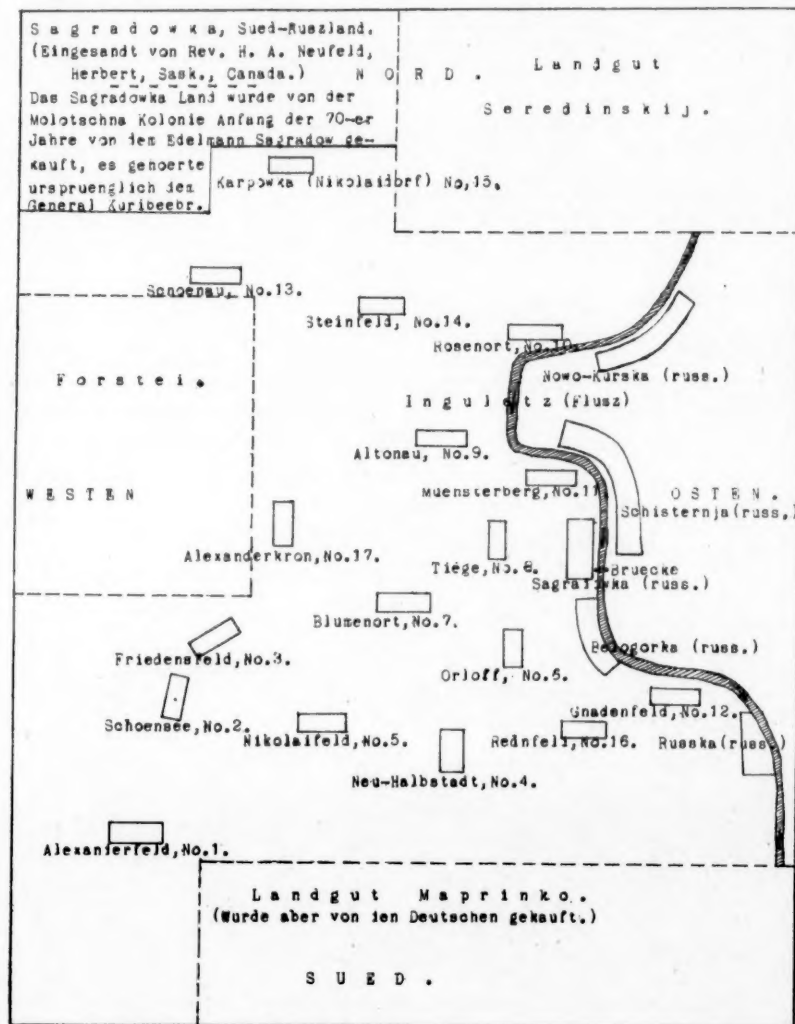 Sagradowka, Sued-Ruszland.
(Eingesandt von Rev. H. A. Neufeld,
Herbert, Sask., Canada.)
Das Sagradowka Land wurde von der
Molotschna Kolonie Anfang der 70-er
Jahre von dem Edelmann Sagradow ge-
kauft, es genoerte
urspruenglich dem
General Kuribeebr.
NORD.
Landgut
Seredinskij.
Karpowka (Nikolaidorf) No,15.
Schoenau, No.13.
Steinfeld, No.14.
Rosenort, No.10.
Nowo-Kurska (russ.)
Forstei.
Inguletz (Flusz)
Altonau, No.9.
Muensterberg, No.11
WESTEN
OSTEN.
Schisternja(russ.)
Alexanderkron, No.17.
Tiege, No.8.
Bruecke
Sagradowka (russ.)
Blumenort, No.7.
Friedensfeld, No.3.
Belogorka (russ.)
Orloff, No.5.
Schoensee, No.2.
Gnadenfeld, No.12.
Nikolaifeld, No.5.
Reinfeld, No.16.
Russka(russ.)
Neu-Halbstadt, No.4.
Alexanderfeld, No.1.
Landgut Maprinko.
(Wurde aber von den Deutschen gekauft.)
SUED.